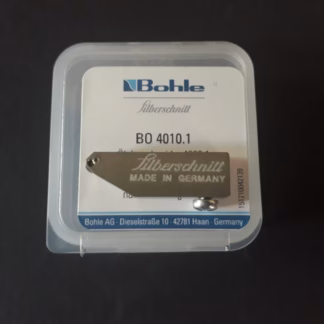 Bohle
Silberschnitt
BO 4010.1
Silberschnitt
MADE IN GERMANY
Bohle AG · Dieselstraße 10 · 42781 Haan · Germany